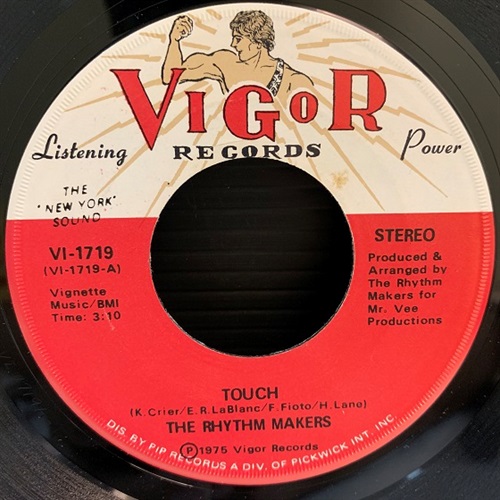 VIGOR
RECORDS
Listening
Power
THE
"NEW YORK"
SOUND
VI-1719
(VI-1719-A)
Vignette
Music/BMI
Time: 3:10
STEREO
Produced &
Arranged by
The Rhythm
Makers for
Mr. Vee
Productions
TOUCH
(K. Crier/E.R.LaBlanc/F. Fioto/H. Lane)
THE RHYTHM MAKERS
Ⓟ1975 Vigor Records
DIS. BY PIP RECORDS A DIV. OF PICKWICK INT. INC.